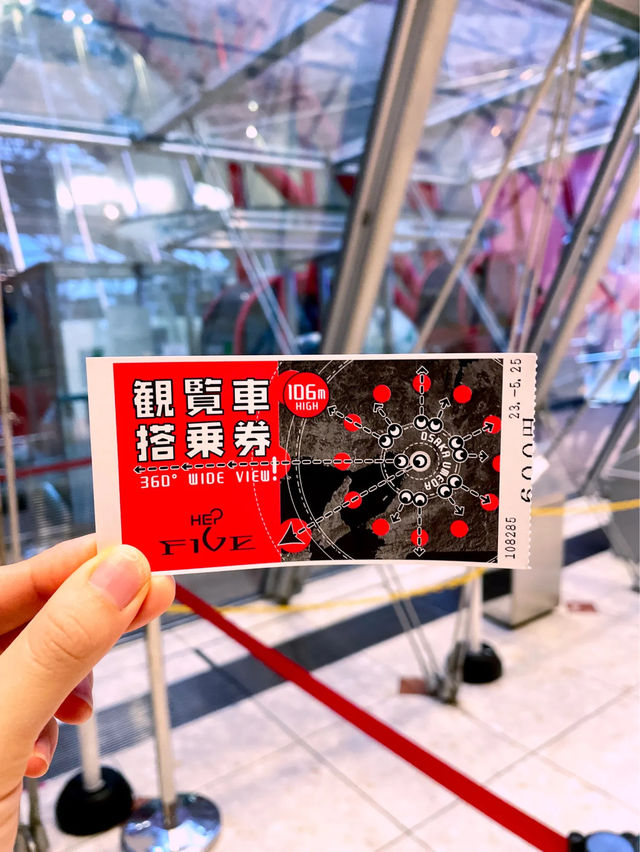 観覧車
搭乗券
360° WIDE VIEW!
HEP
FIVE
106m
HIGH
OSAKA UMEDA
23.-5.25
600円
108285